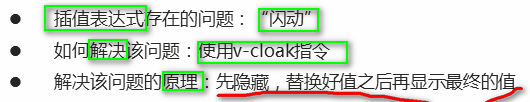 ● 插值表达式存在的问题：“闪动”
● 如何解决该问题：使用v-cloak指令
● 解决该问题的原理：先隐藏，替换好值之后再显示最终的值